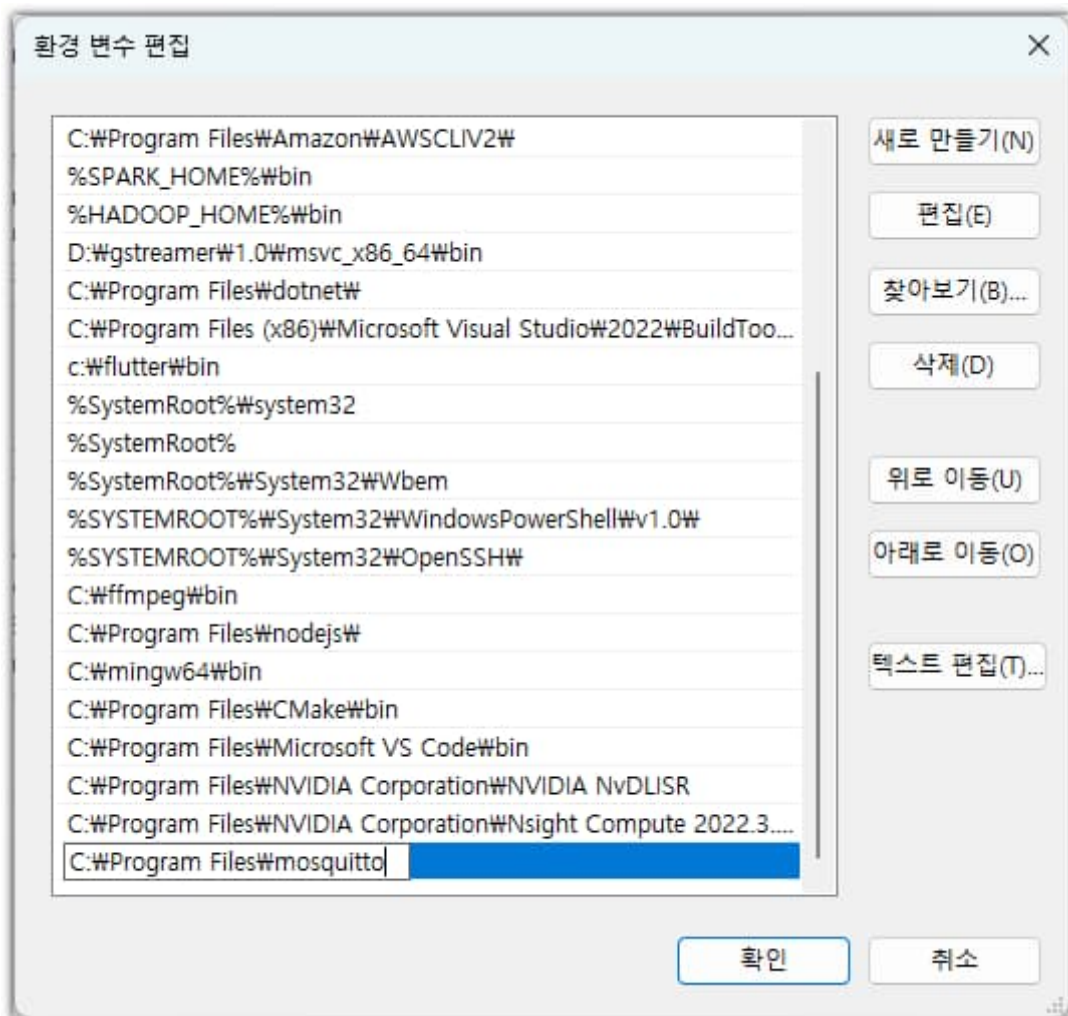 환경 변수 편집
C:₩Program Files₩Amazon₩AWSCLIV2₩
%SPARK_HOME%₩bin
%HADOOP_HOME%₩bin
D:₩gstreamer₩1.0₩msvc_x86_64₩bin
C:₩Program Files₩dotnet₩
C:₩Program Files (x86)₩Microsoft Visual Studio₩2022₩BuildToo...
c:₩flutter₩bin
%SystemRoot%₩system32
%SystemRoot%
%SystemRoot%₩System32₩Wbem
%SYSTEMROOT%₩System32₩WindowsPowerShell₩v1.0₩
%SYSTEMROOT%₩System32₩OpenSSH₩
C:₩ffmpeg₩bin
C:₩Program Files₩nodejs₩
C:₩mingw64₩bin
C:₩Program Files₩CMake₩bin
C:₩Program Files₩Microsoft VS Code₩bin
C:₩Program Files₩NVIDIA Corporation₩NVIDIA NvDLISR
C:₩Program Files₩NVIDIA Corporation₩Nsight Compute 2022.3....
C:₩Program Files₩mosquitto
새로 만들기(N)
편집(E)
찾아보기(B)...
삭제(D)
위로 이동(U)
아래로 이동(O)
텍스트 편집(T)...
확인
취소